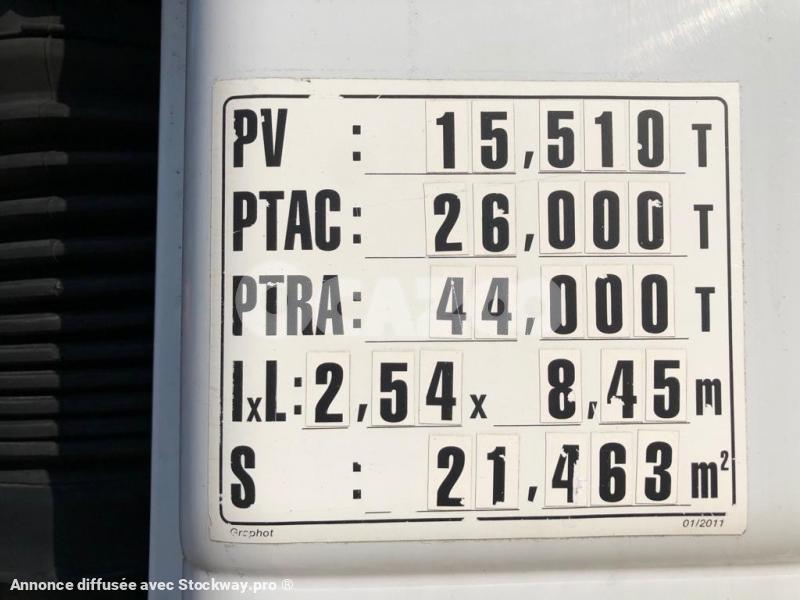 PV : 15,510 T
PTAC : 26,000 T
PTRA : 44,000 T
lxL : 2,54 x 8,45 m
S : 21,463 m²
Graphot 01/2011
Annonce diffusée avec Stockway.pro ®